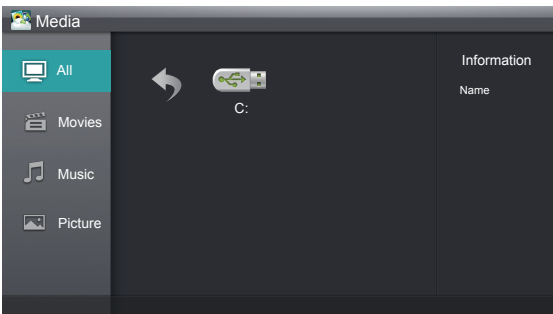 Media
All
Movies
Music
Picture
C:
Information
Name